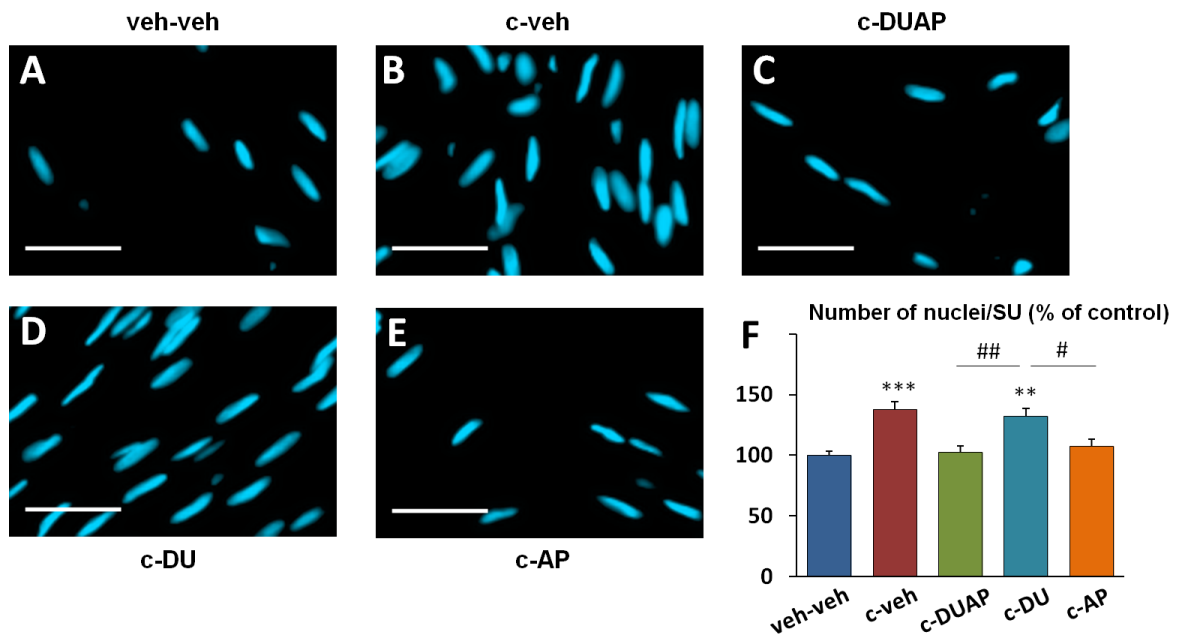 veh-veh
c-veh
c-DUAP
A
B
C
D
E
c-DU
c-AP
F
Number of nuclei/SU (% of control)
## #
*** **
150
100
50
0
veh-veh
c-veh
c-DUAP
c-DU
c-AP